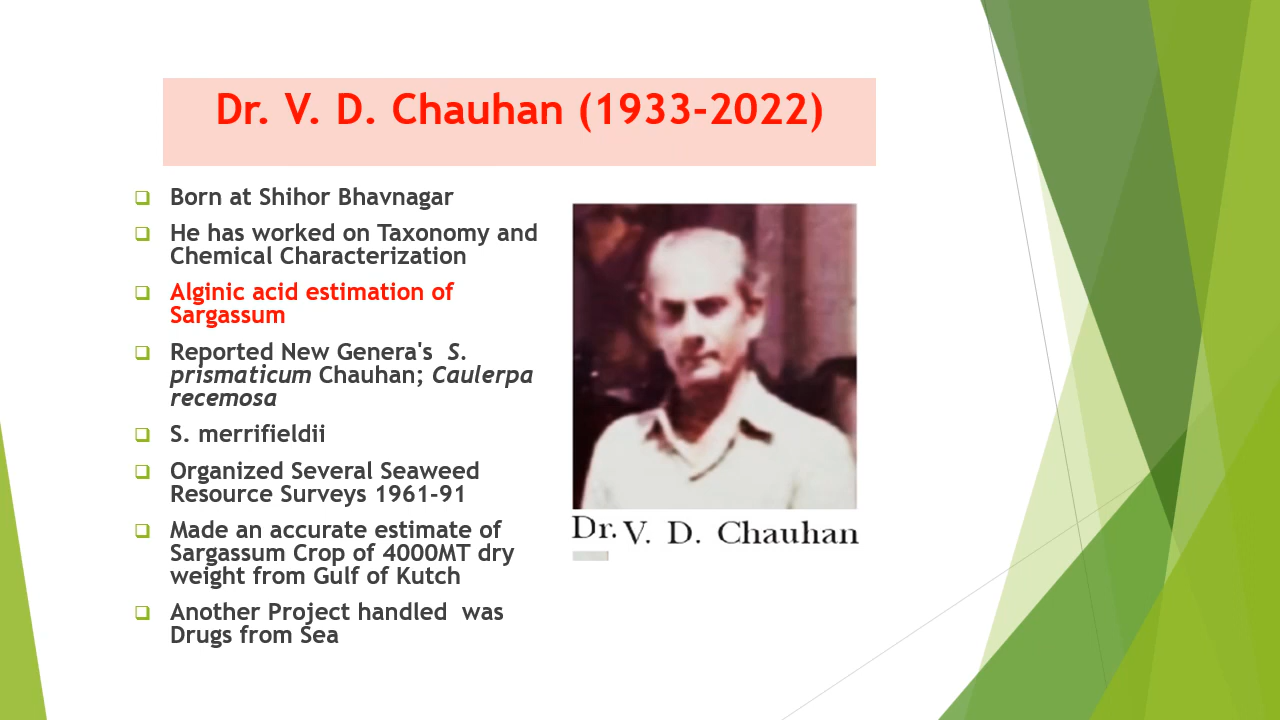 Dr. V. D. Chauhan (1933-2022)
Born at Shihor Bhavnagar
He has worked on Taxonomy and
Chemical Characterization
Alginic acid estimation of
Sargassum
Reported New Genera's  S.
prismaticum Chauhan; Caulerpa
recemosa
S. merrifieldii
Organized Several Seaweed
Resource Surveys 1961-91
Made an accurate estimate of
Sargassum Crop of 4000MT dry
weight from Gulf of Kutch
Another Project handled  was
Drugs from Sea
Dr. V. D. Chauhan